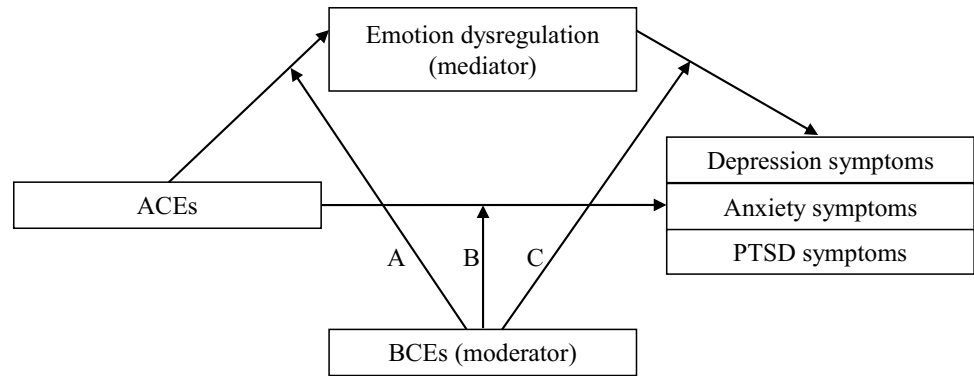 Emotion dysregulation
(mediator)
Depression symptoms
ACEs
Anxiety symptoms
PTSD symptoms
A
B
C
BCEs (moderator)